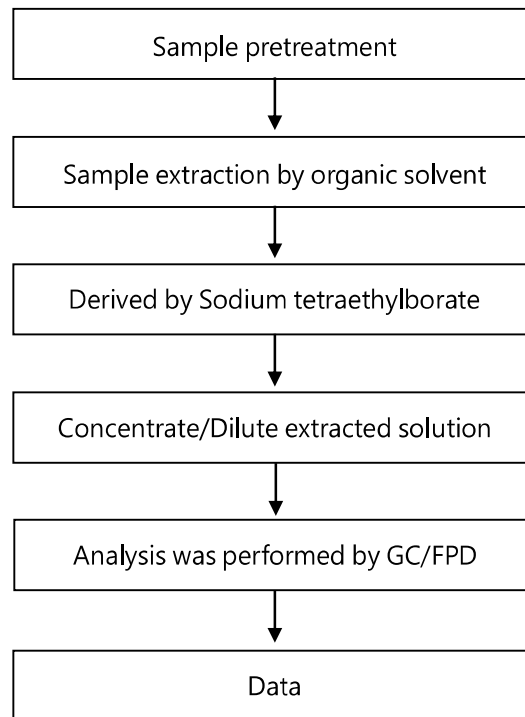 Sample pretreatment
Sample extraction by organic solvent
Derived by Sodium tetraethylborate
Concentrate/Dilute extracted solution
Analysis was performed by GC/FPD
Data